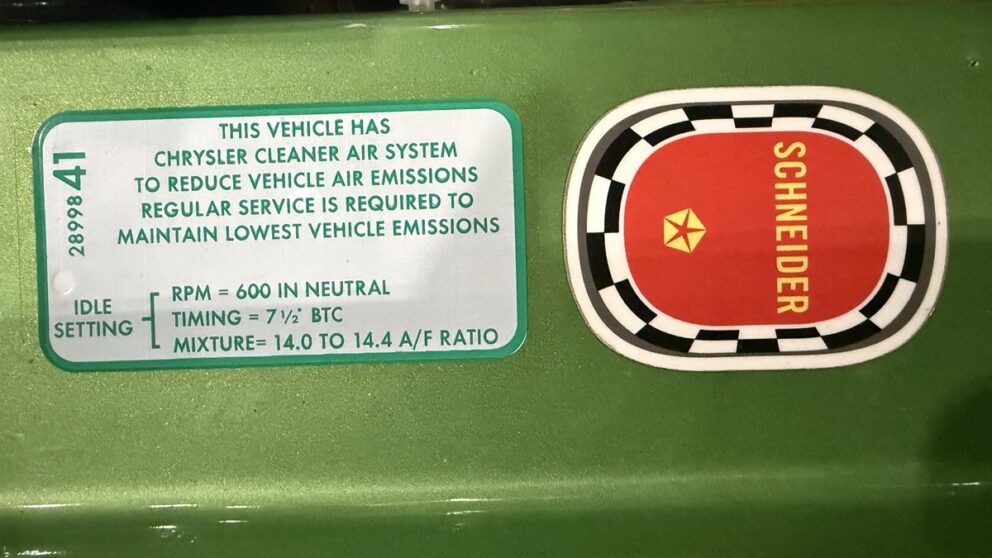 THIS VEHICLE HAS
CHRYSLER CLEANER AIR SYSTEM
TO REDUCE VEHICLE AIR EMISSIONS
REGULAR SERVICE IS REQUIRED TO
MAINTAIN LOWEST VEHICLE EMISSIONS
2899841
IDLE
SETTING
RPM = 600 IN NEUTRAL
TIMING = 7 1/2° BTC
MIXTURE= 14.0 TO 14.4 A/F RATIO
SCHNEIDER